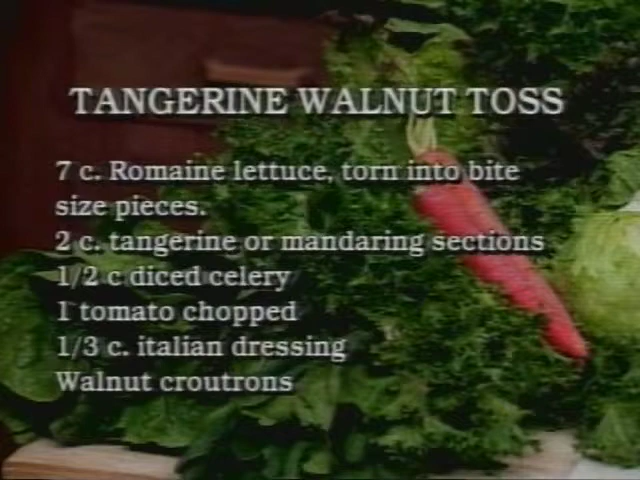 TANGERINE WALNUT TOSS
7 c. Romaine lettuce, torn into bite
size pieces.
2 c. tangerine or mandaring sections
1/2 c diced celery
1 tomato chopped
1/3 c. italian dressing
Walnut croutrons